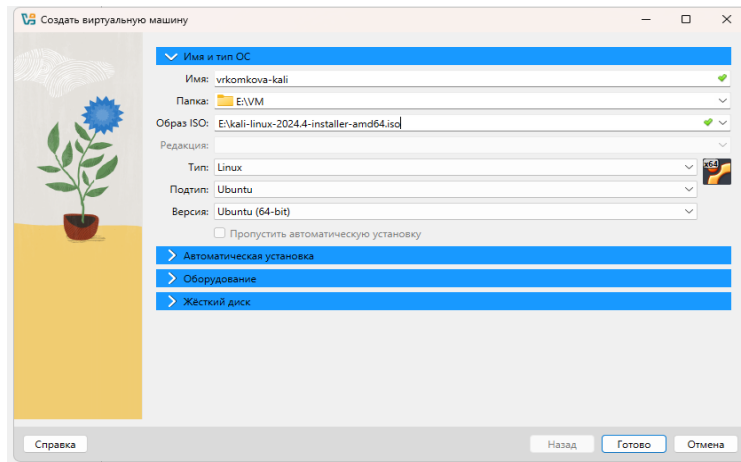 Создать виртуальную машину
Имя и тип ОС
Имя: vrkomkova-kali
Папка: E:\VM
Образ ISO: E:\kali-linux-2024.4-installer-amd64.iso
Редакция:
Тип: Linux
x64
Подтип: Ubuntu
Версия: Ubuntu (64-bit)
Пропустить автоматическую установку
Автоматическая установка
Оборудование
Жёсткий диск
Справка Назад Готово Отмена